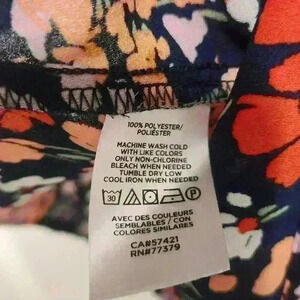 100% POLYESTER/
POLIÉSTER
MACHINE WASH COLD
WITH LIKE COLORS
ONLY NON-CHLORINE
BLEACH WHEN NEEDED
TUMBLE DRY LOW
COOL IRON WHEN NEEDED
30 P
AVEC DES COULEURS
SEMBLABLES / CON
COLORES SIMILARES
CA#57421
RN#77379